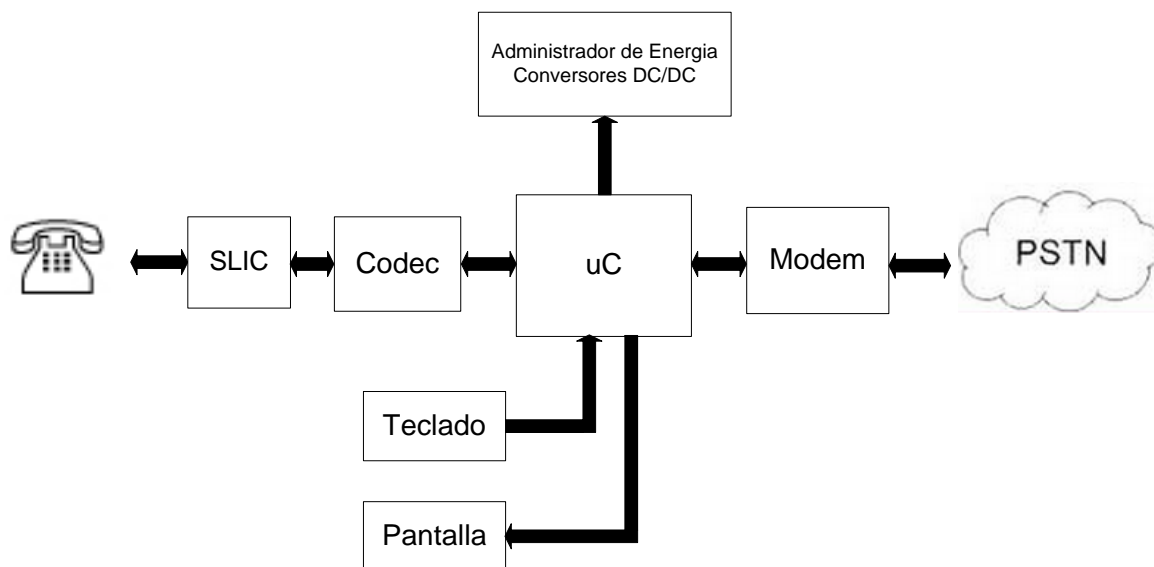 Administrador de Energia
Conversores DC/DC
SLIC
Codec
uC
Modem
PSTN
Teclado
Pantalla